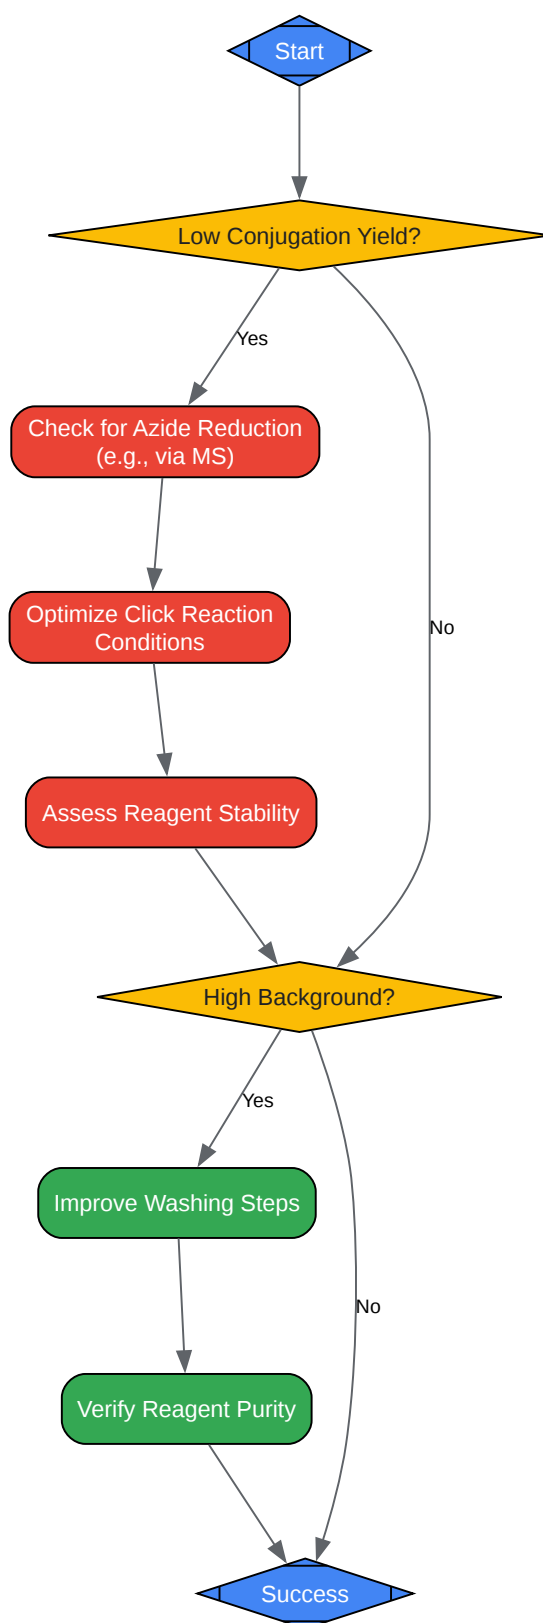 Start
Low Conjugation Yield?
Yes
Check for Azide Reduction
(e.g., via MS)
Optimize Click Reaction
Conditions
No
Assess Reagent Stability
High Background?
Yes
Improve Washing Steps
No
Verify Reagent Purity
Success